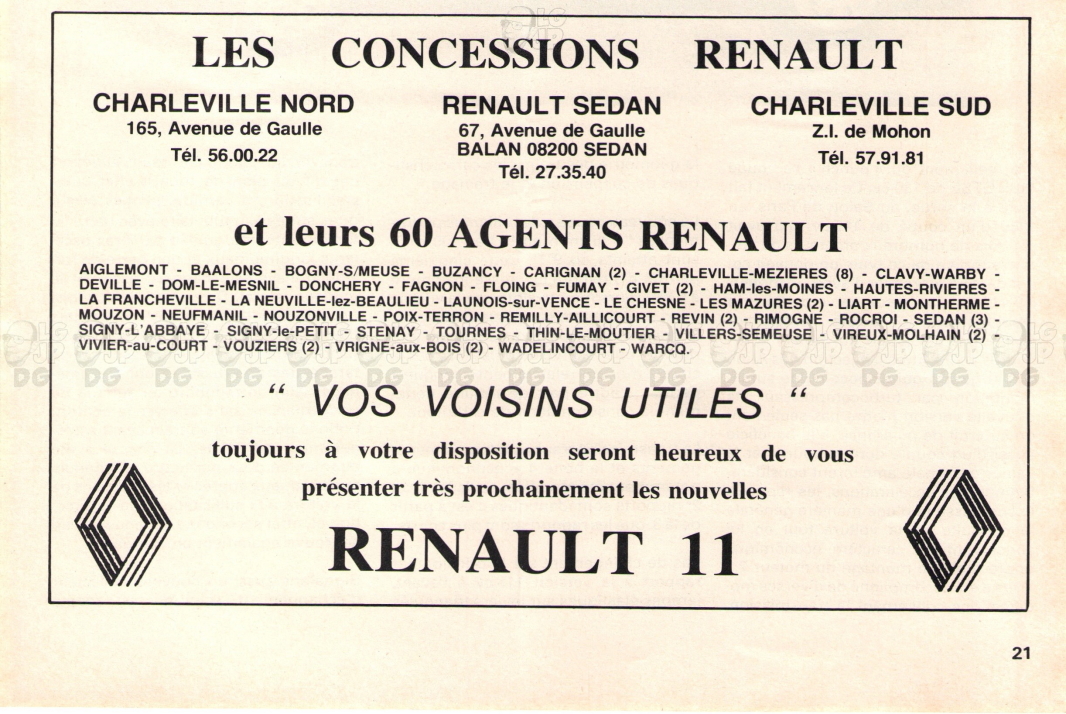 LES CONCESSIONS RENAULT
CHARLEVILLE NORD
165, Avenue de Gaulle
Tél. 56.00.22
RENAULT SEDAN
67, Avenue de Gaulle
BALAN 08200 SEDAN
Tél. 27.35.40
CHARLEVILLE SUD
Z.I. de Mohon
Tél. 57.91.81
et leurs 60 AGENTS RENAULT
AIGLEMONT - BAALONS - BOGNY-S/MEUSE - BUZANCY - CARIGNAN (2) - CHARLEVILLE-MEZIERES (8) - CLAVY-WARBY -
DEVILLE - DOM-LE-MESNIL - DONCHERY - FAGNON - FLOING - FUMAY - GIVET (2) - HAM-les-MOINES - HAUTES-RIVIERES -
LA FRANCHEVILLE - LA NEUVILLE-lez-BEAULIEU - LAUNOIS-sur-VENCE - LE CHESNE - LES MAZURES (2) - LIART - MONTHERME -
MOUZON - NEUFMANIL - NOUZONVILLE - POIX-TERRON - REMILLY-AILLICOURT - REVIN (2) - RIMOGNE - ROCROI - SEDAN (3) -
SIGNY-L'ABBAYE - SIGNY-le-PETIT - STENAY - TOURNES - THIN-LE-MOUTIER - VILLERS-SEMEUSE - VIREUX-MOLHAIN (2) -
VIVIER-au-COURT - VOUZIERS (2) - VRIGNE-aux-BOIS (2) - WADELINCOURT - WARCQ.
“ VOS VOISINS UTILES “
toujours à votre disposition seront heureux de vous
présenter très prochainement les nouvelles
RENAULT 11
21